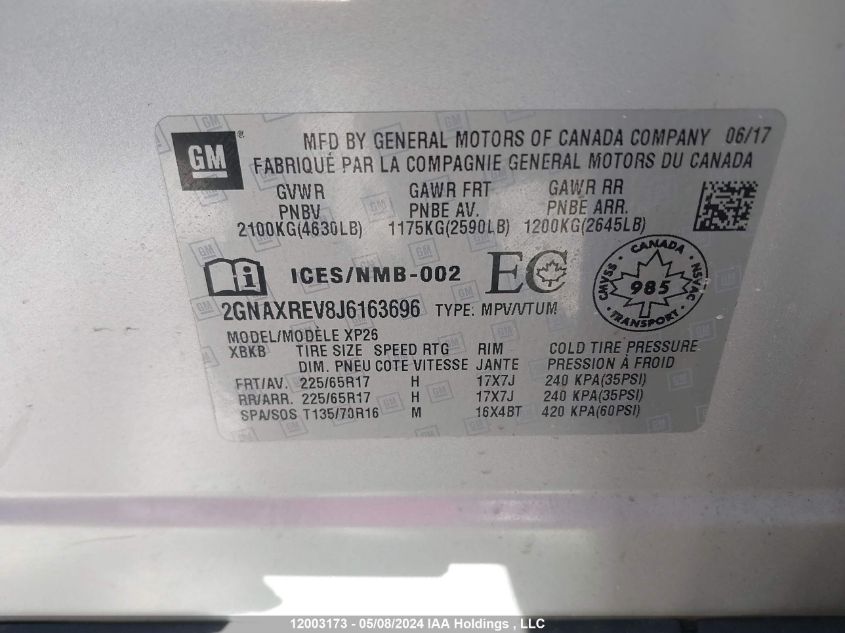 GM
MFD BY GENERAL MOTORS OF CANADA COMPANY 06/17
FABRIQUÉ PAR LA COMPAGNIE GENERAL MOTORS DU CANADA
GVWR GAWR FRT GAWR RR
PNBV PNBE AV. PNBE ARR.
2100KG(4630LB) 1175KG(2590LB) 1200KG(2645LB)
ICES/NMB-002 EC
CANADA
CMVSS 985 NSVAC
TRANSPORT
2GNAXREV8J6163696 TYPE: MPV/VTUM
MODEL/MODÈLE XP26
XBKB TIRE SIZE SPEED RTG RIM COLD TIRE PRESSURE
DIM. PNEU COTE VITESSE JANTE PRESSION À FROID
FRT/AV. 225/65R17 H 17X7J 240 KPA(35PSI)
RR/ARR. 225/65R17 H 17X7J 240 KPA(35PSI)
SPA/SOS T135/70R16 M 16X4BT 420 KPA(60PSI)
12003173 - 05/08/2024 IAA Holdings , LLC